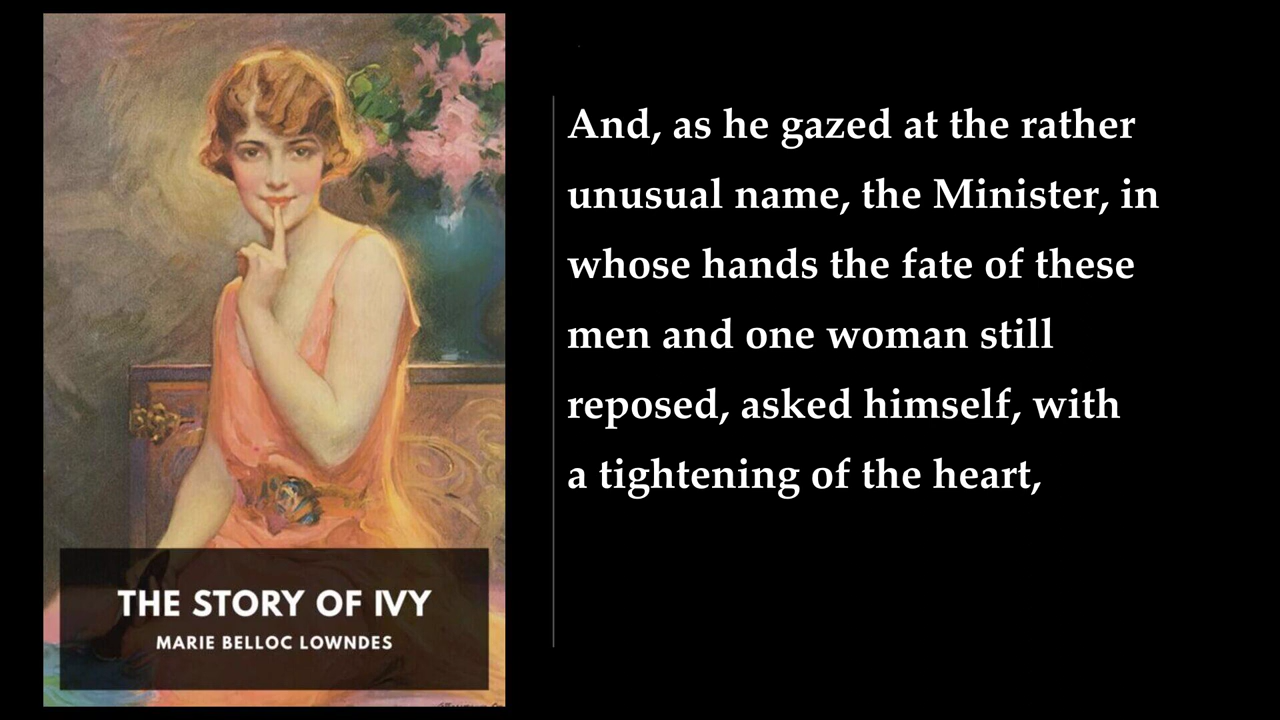 THE STORY OF IVY
MARIE BELLOC LOWNDES
And, as he gazed at the rather
unusual name, the Minister, in
whose hands the fate of these
men and one woman still
reposed, asked himself, with
a tightening of the heart,